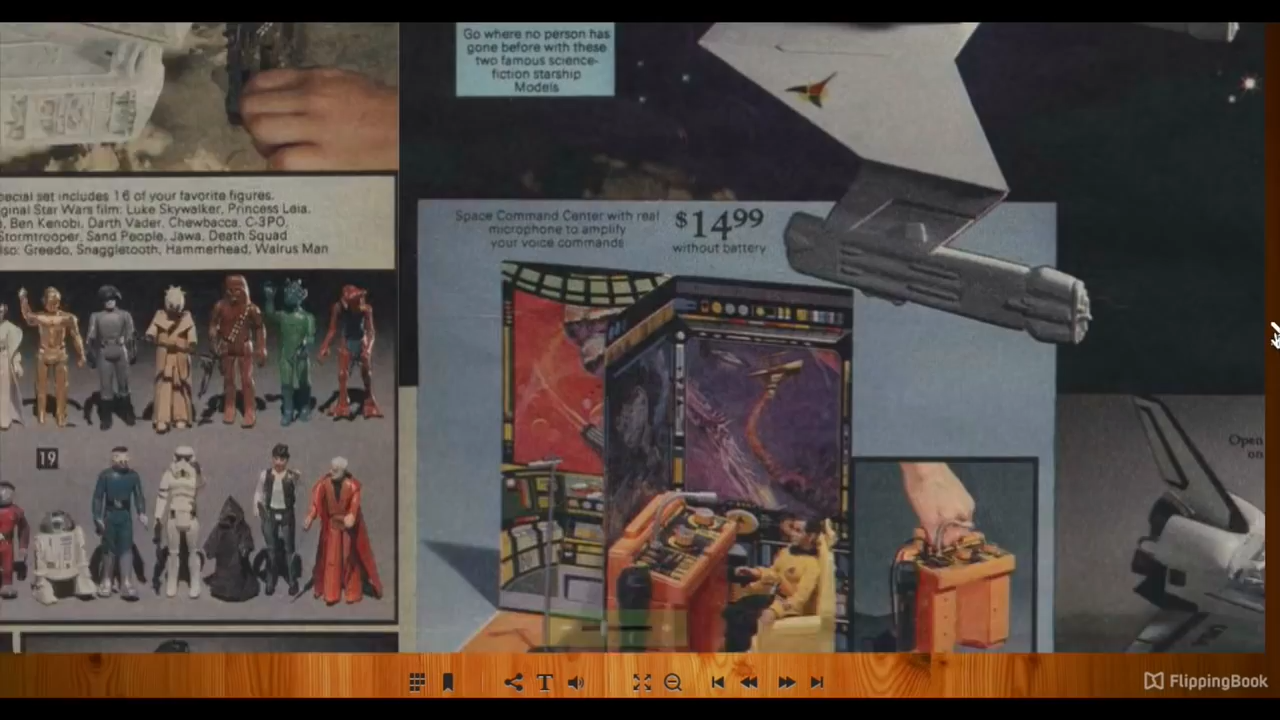 Go where no person has
gone before with these
two famous science-
fiction starship
Models
pecial set includes 16 of your favorite figures.
ginal Star Wars film: Luke Skywalker, Princess Leia,
, Ben Kenobi, Darth Vader, Chewbacca, C-3PO,
Stormtrooper, Sand People, Jawa, Death Squad
lso: Greedo, Snaggletooth, Hammerhead, Walrus Man
Space Command Center with real
microphone to amplify
your voice commands
$14.99
without battery
19
Open
on
T
FlippingBook